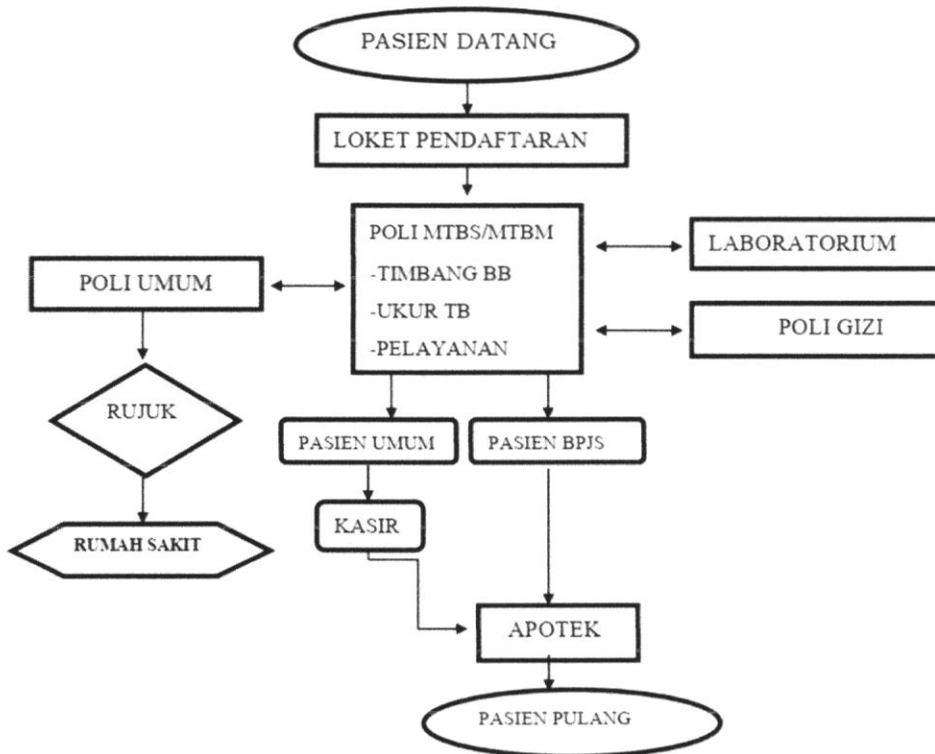 PASIEN DATANG
LOKET PENDAFTARAN
POLI MTBS/MTBM
-TIMBANG BB
-UKUR TB
-PELAYANAN
LABORATORIUM
POLI GIZI
POLI UMUM
RUJUK
RUMAH SAKIT
PASIEN UMUM
PASIEN BPJS
KASIR
APOTEK
PASIEN PULANG